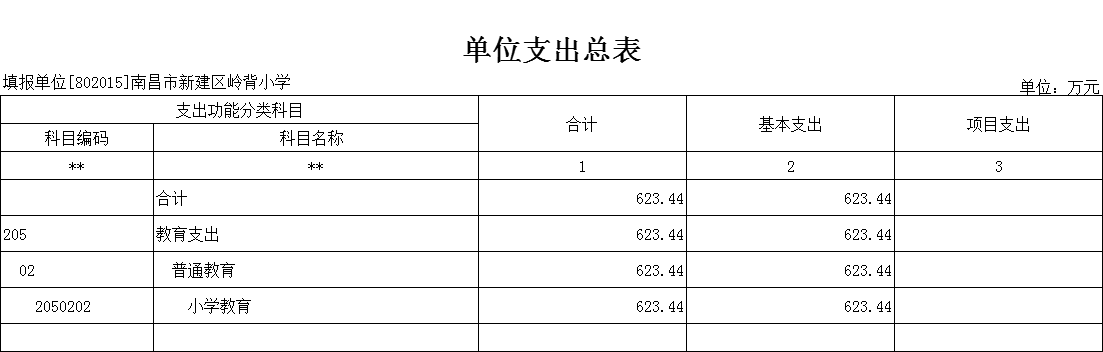 单位支出总表
填报单位[802015]南昌市新建区岭背小学 单位：万元
支出功能分类科目 合计 基本支出 项目支出
科目编码 科目名称
** ** 1 2 3
合计 623.44 623.44
205 教育支出 623.44 623.44
02 普通教育 623.44 623.44
2050202 小学教育 623.44 623.44